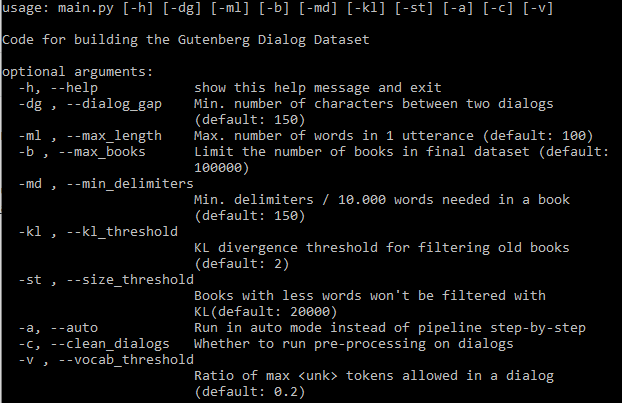 usage: main.py [-h] [-dg] [-ml] [-b] [-md] [-kl] [-st] [-a] [-c] [-v]
Code for building the Gutenberg Dialog Dataset
optional arguments:
-h, --help show this help message and exit
-dg , --dialog_gap Min. number of characters between two dialogs
(default: 150)
-ml , --max_length Max. number of words in 1 utterance (default: 100)
-b , --max_books Limit the number of books in final dataset (default:
100000)
-md , --min_delimiters
Min. delimiters / 10.000 words needed in a book
(default: 150)
-kl , --kl_threshold
KL divergence threshold for filtering old books
(default: 2)
-st , --size_threshold
Books with less words won't be filtered with
KL(default: 20000)
-a, --auto Run in auto mode instead of pipeline step-by-step
-c, --clean_dialogs Whether to run pre-processing on dialogs
-v , --vocab_threshold
Ratio of max <unk> tokens allowed in a dialog
(default: 0.2)